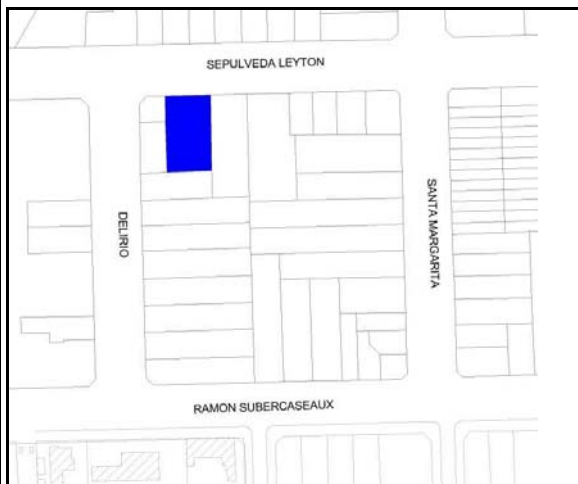 SEPULVEDA LEYTON
DELIRIO
SANTA MARGARITA
RAMON SUBERCASEAUX